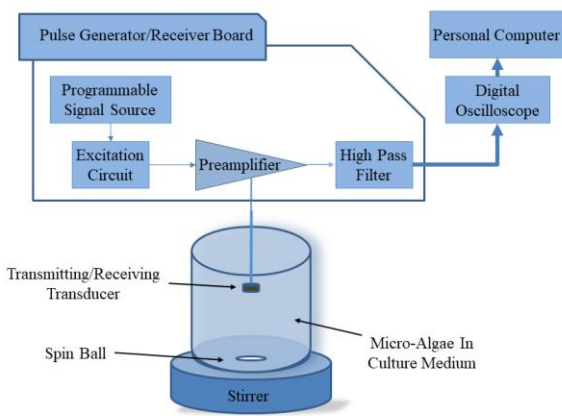 Pulse Generator/Receiver Board
Personal Computer
Programmable
Signal Source
Digital
Oscilloscope
Excitation
Circuit
Preamplifier
High Pass
Filter
Transmitting/Receiving
Transducer
Micro-Algae In
Culture Medium
Spin Ball
Stirrer